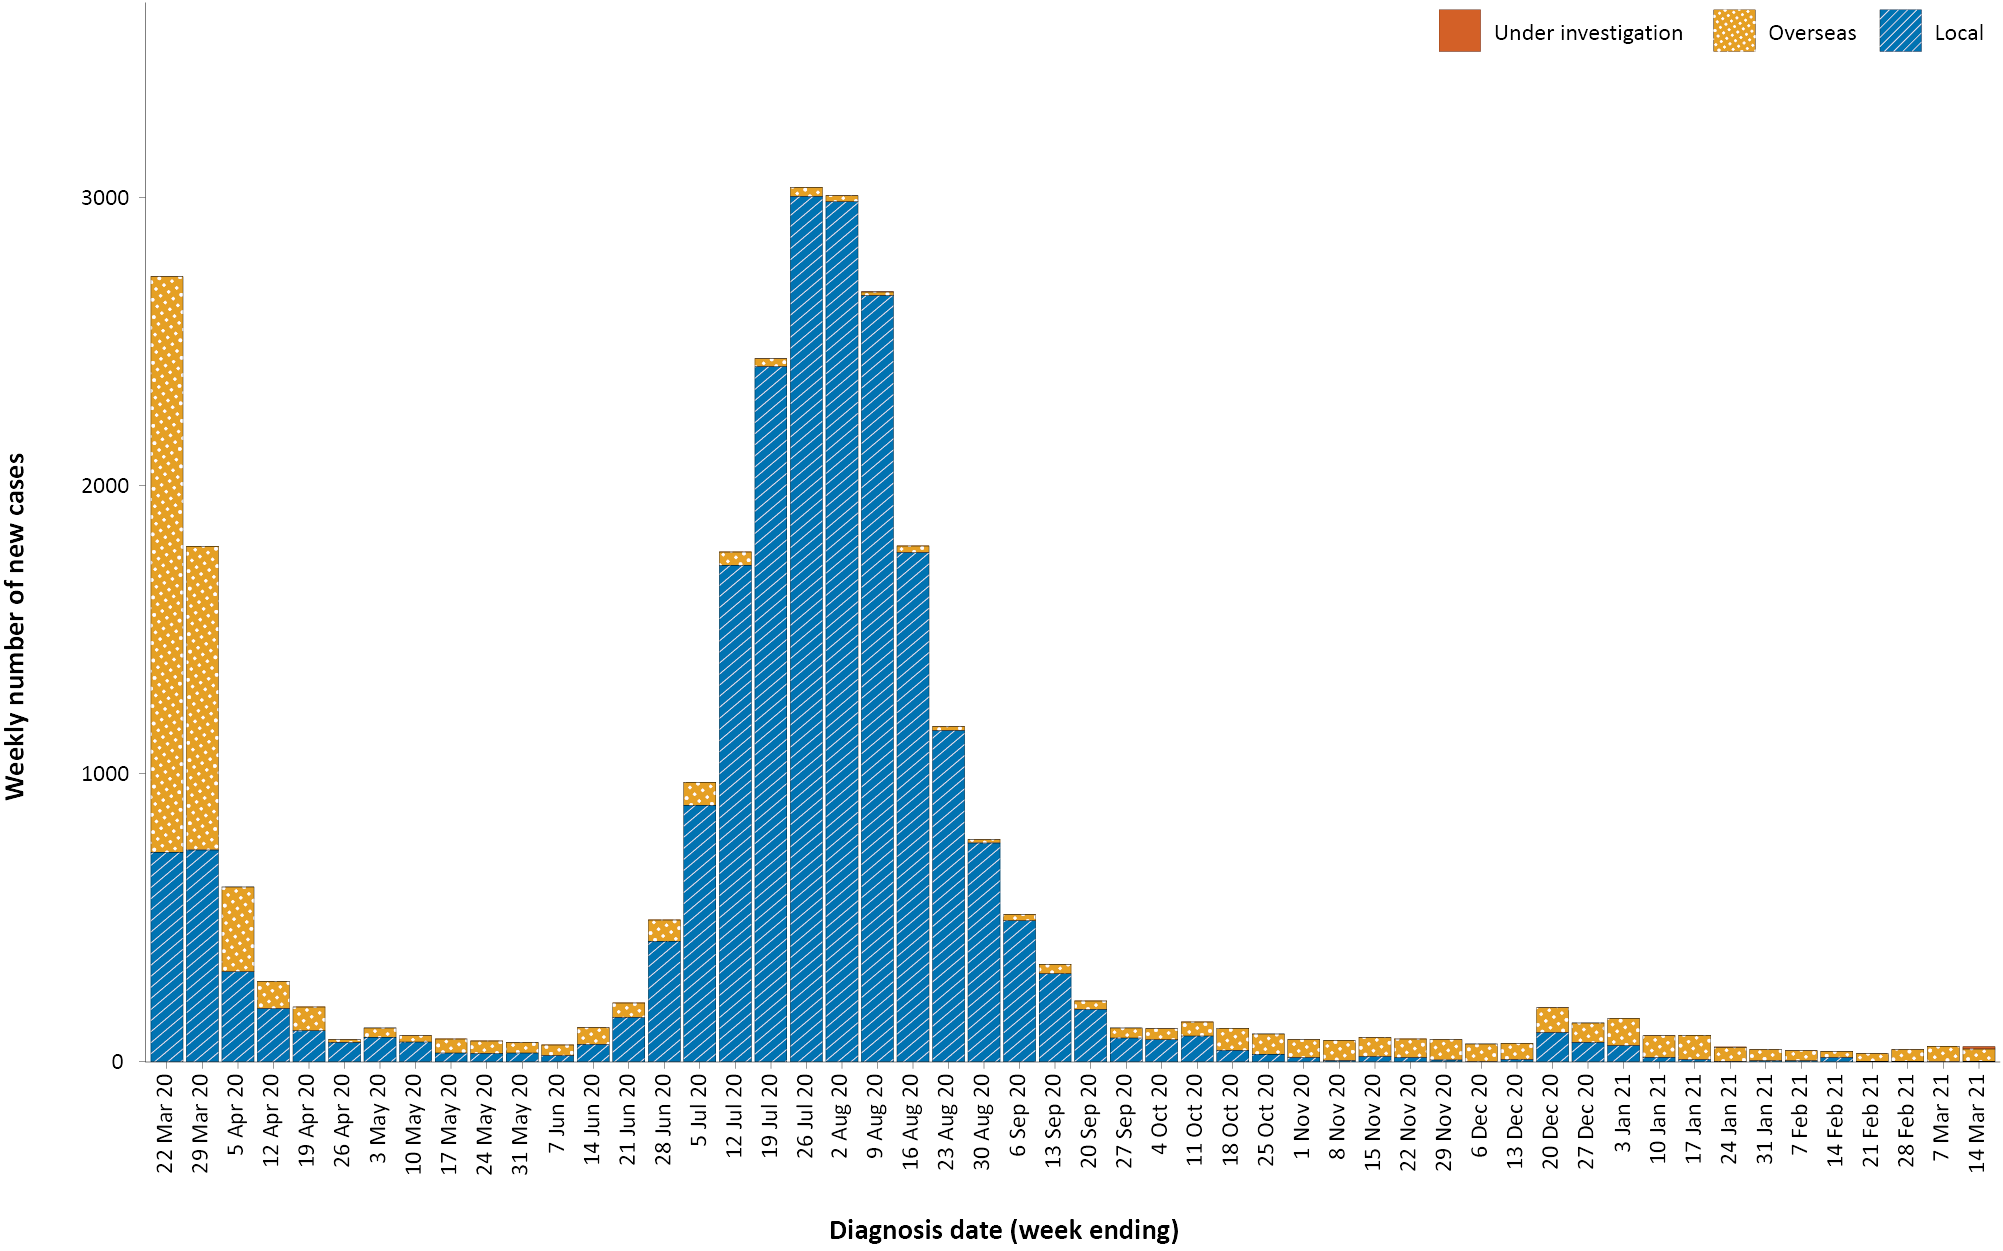 Under investigation
Overseas
Local
Weekly number of new cases
3000
2000
1000
0
22 Mar 20
29 Mar 20
5 Apr 20
12 Apr 20
19 Apr 20
26 Apr 20
3 May 20
10 May 20
17 May 20
24 May 20
31 May 20
7 Jun 20
14 Jun 20
21 Jun 20
28 Jun 20
5 Jul 20
12 Jul 20
19 Jul 20
26 Jul 20
2 Aug 20
9 Aug 20
16 Aug 20
23 Aug 20
30 Aug 20
6 Sep 20
13 Sep 20
20 Sep 20
27 Sep 20
4 Oct 20
11 Oct 20
18 Oct 20
25 Oct 20
1 Nov 20
8 Nov 20
15 Nov 20
22 Nov 20
29 Nov 20
6 Dec 20
13 Dec 20
20 Dec 20
27 Dec 20
3 Jan 21
10 Jan 21
17 Jan 21
24 Jan 21
31 Jan 21
7 Feb 21
14 Feb 21
21 Feb 21
28 Feb 21
7 Mar 21
14 Mar 21
Diagnosis date (week ending)